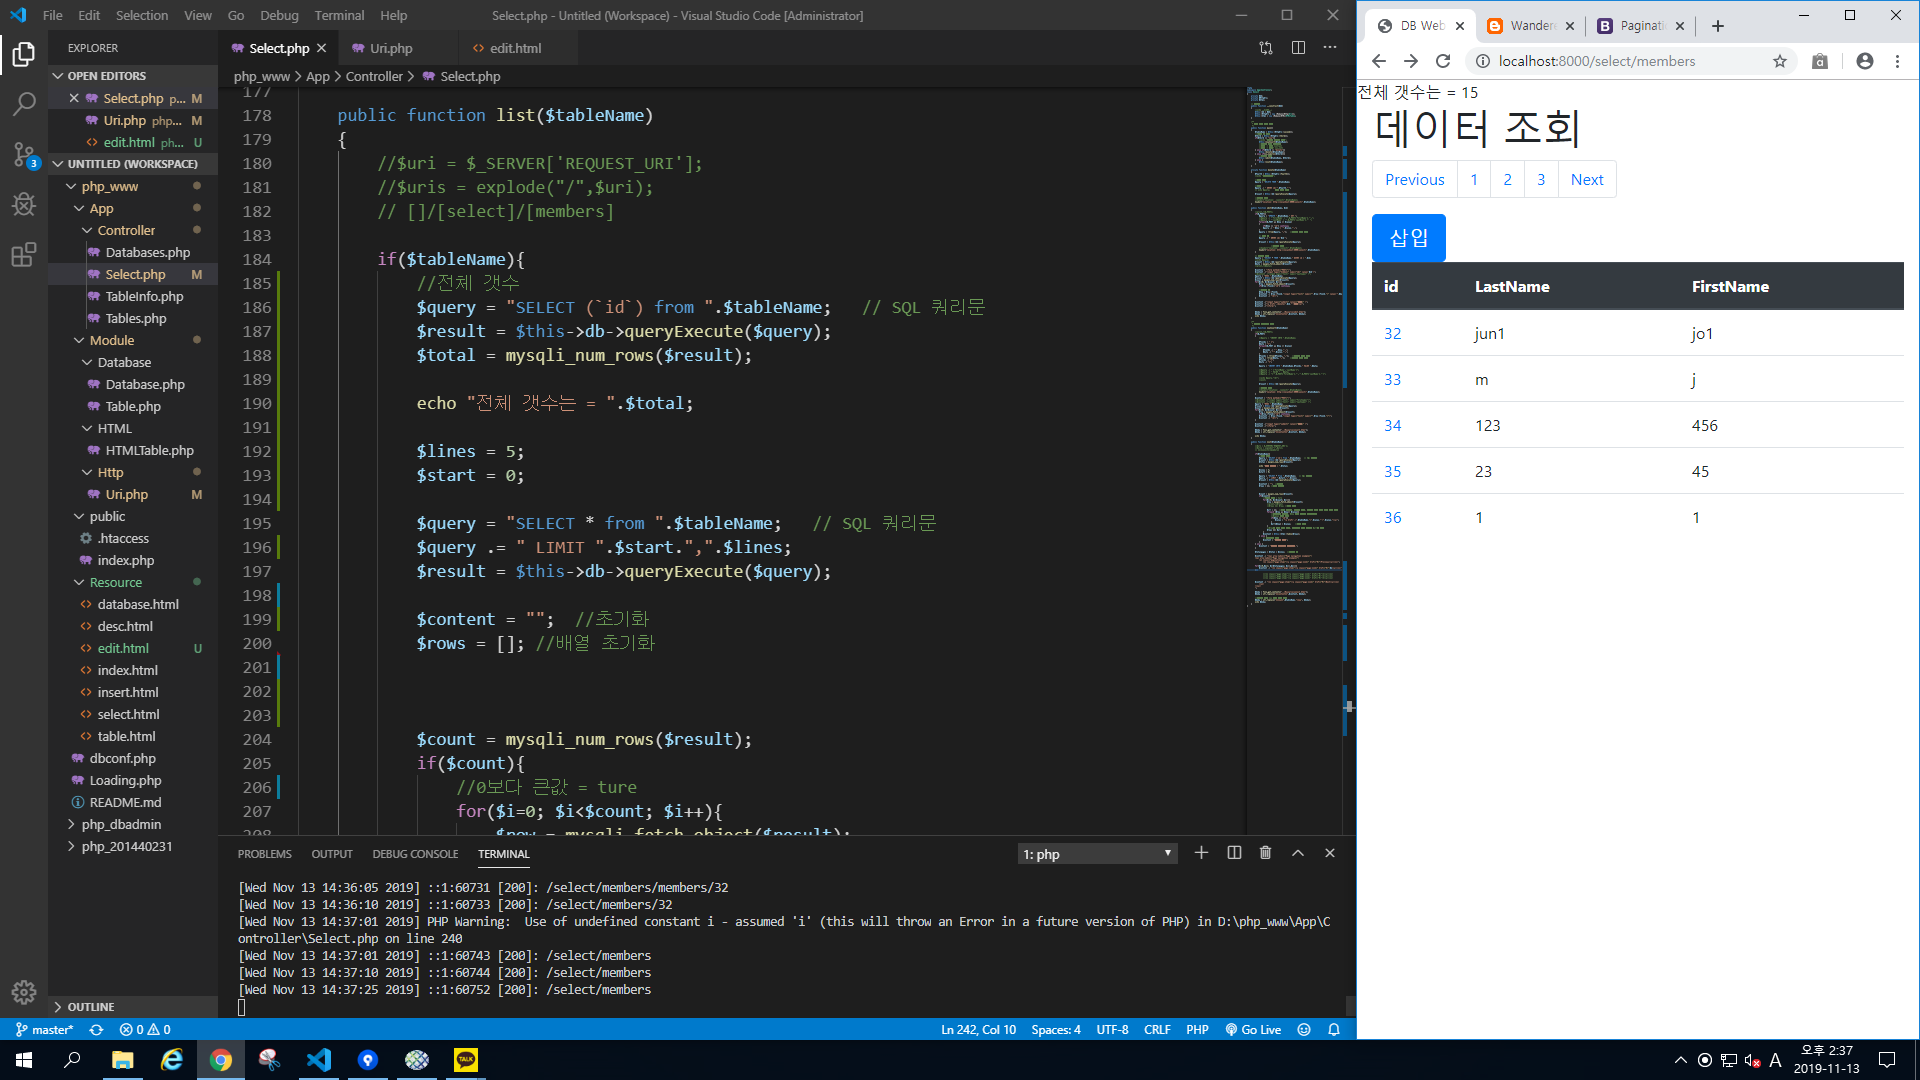 File Edit Selection View Go Debug Terminal Help
Select.php - Untitled (Workspace) - Visual Studio Code [Administrator]
EXPLORER
OPEN EDITORS
Select.php p... M
Uri.php php... M
edit.html ph... U
UNTITLED (WORKSPACE)
php_www
App
Controller
Databases.php
Select.php M
TableInfo.php
Tables.php
Module
Database
Database.php
Table.php
HTML
HTMLTable.php
Http
Uri.php M
public
.htaccess
index.php
Resource
database.html
desc.html
edit.html U
index.html
insert.html
select.html
table.html
dbconf.php
Loading.php
README.md
php_dbadmin
php_201440231
OUTLINE
3
Select.php Uri.php edit.html
php_www > App > Controller > Select.php
177
178 public function list($tableName)
179 {
180 //$uri = $_SERVER['REQUEST_URI'];
181 //$uris = explode("/",$uri);
182 // []/[select]/[members]
183
184 if($tableName){
185 //전체 갯수
186 $query = "SELECT (`id`) from ".$tableName; // SQL 쿼리문
187 $result = $this->db->queryExecute($query);
188 $total = mysqli_num_rows($result);
189
190 echo "전체 갯수는 = ".$total;
191
192 $lines = 5;
193 $start = 0;
194
195 $query = "SELECT * from ".$tableName; // SQL 쿼리문
196 $query .= " LIMIT ".$start.",".$lines;
197 $result = $this->db->queryExecute($query);
198
199 $content = ""; //초기화
200 $rows = []; //배열 초기화
201
202
203
204 $count = mysqli_num_rows($result);
205 if($count){
206 //0보다 큰값 = ture
207 for($i=0; $i<$count; $i++){
208 $row = mysqli_fetch_object($result);
PROBLEMS OUTPUT DEBUG CONSOLE TERMINAL
1: php
[Wed Nov 13 14:36:05 2019] ::1:60731 [200]: /select/members/members/32
[Wed Nov 13 14:36:10 2019] ::1:60733 [200]: /select/members/32
[Wed Nov 13 14:37:01 2019] PHP Warning:  Use of undefined constant i - assumed 'i' (this will throw an Error in a future version of PHP) in D:\php_www\App\C
ontroller\Select.php on line 240
[Wed Nov 13 14:37:01 2019] ::1:60743 [200]: /select/members
[Wed Nov 13 14:37:10 2019] ::1:60744 [200]: /select/members
[Wed Nov 13 14:37:25 2019] ::1:60752 [200]: /select/members
master* 0 0
Ln 242, Col 10 Spaces: 4 UTF-8 CRLF PHP Go Live
DB Web Wander Paginati
localhost:8000/select/members
전체 갯수는 = 15
데이터 조회
Previous 1 2 3 Next
삽입
id LastName FirstName
32 jun1 jo1
33 m j
34 123 456
35 23 45
36 1 1
TALK
A 오후 2:37
2019-11-13